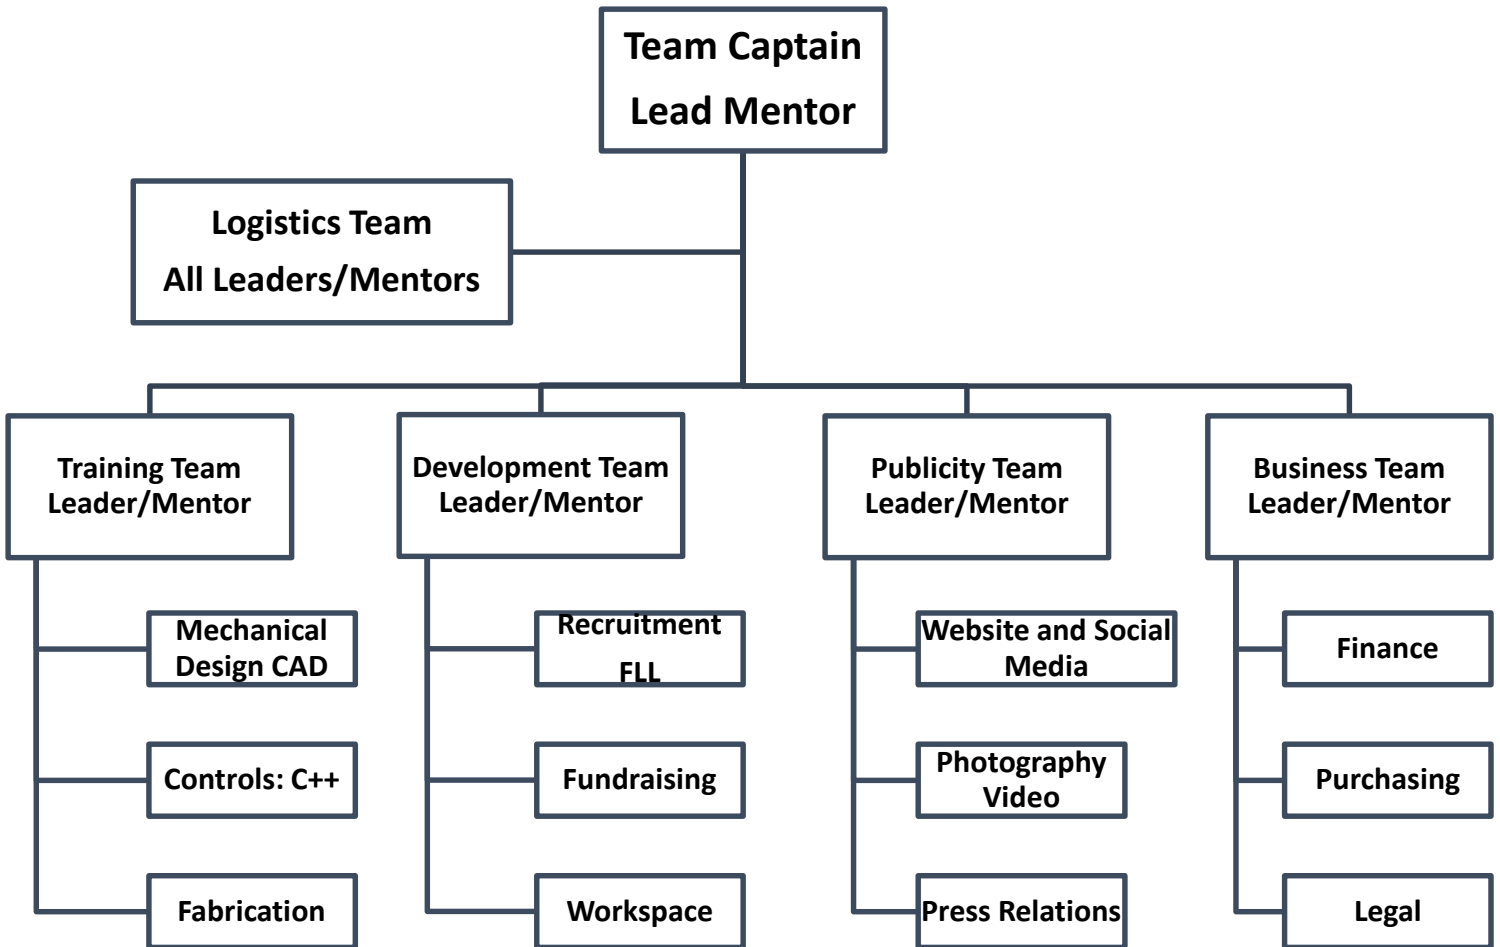 Team Captain
Lead Mentor
Logistics Team
All Leaders/Mentors
Training Team
Leader/Mentor
Development Team
Leader/Mentor
Publicity Team
Leader/Mentor
Business Team
Leader/Mentor
Mechanical
Design CAD
Controls: C++
Fabrication
Recruitment
FLL
Fundraising
Workspace
Website and Social
Media
Photography
Video
Press Relations
Finance
Purchasing
Legal